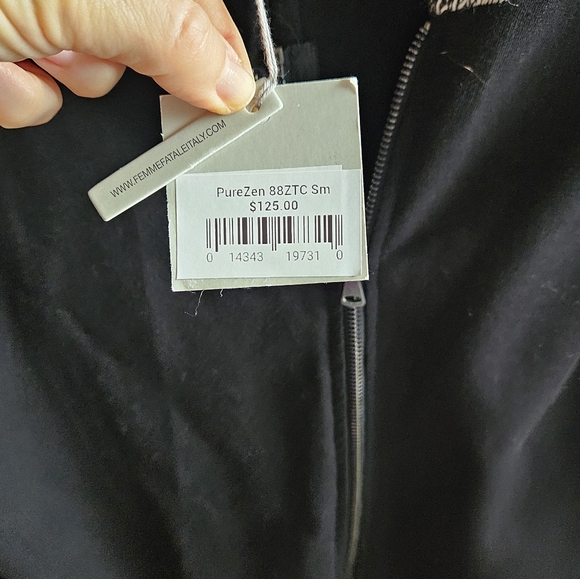 WWW.FEMMEFATALEITALY.COM
PureZen 88ZTC Sm
$125.00
0 14343 19731 0